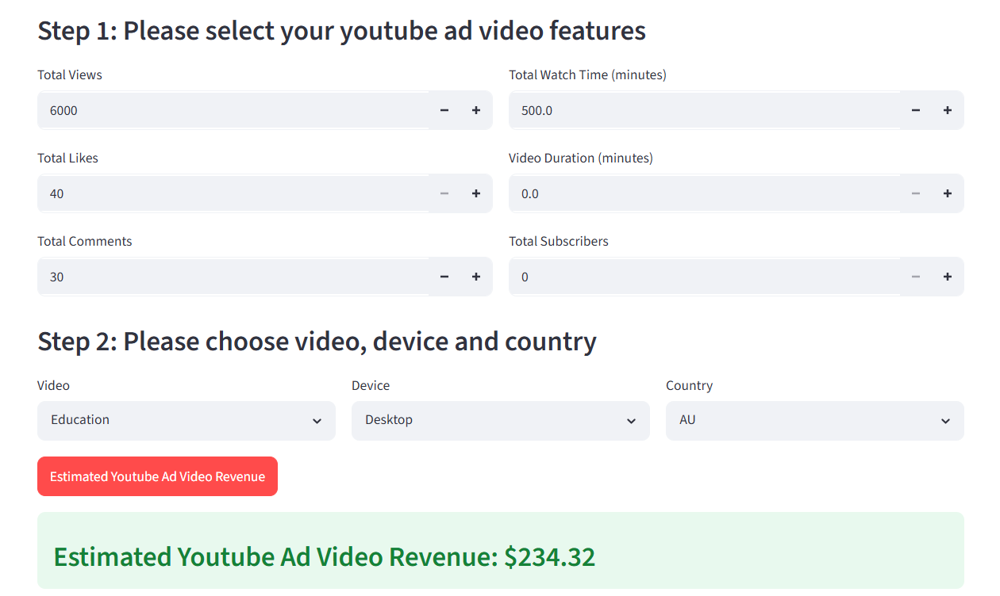 Step 1: Please select your youtube ad video features
Total Views
6000
Total Watch Time (minutes)
500.0
Total Likes
40
Video Duration (minutes)
0.0
Total Comments
30
Total Subscribers
0
Step 2: Please choose video, device and country
Video
Education
Device
Desktop
Country
AU
Estimated Youtube Ad Video Revenue
Estimated Youtube Ad Video Revenue: $234.32